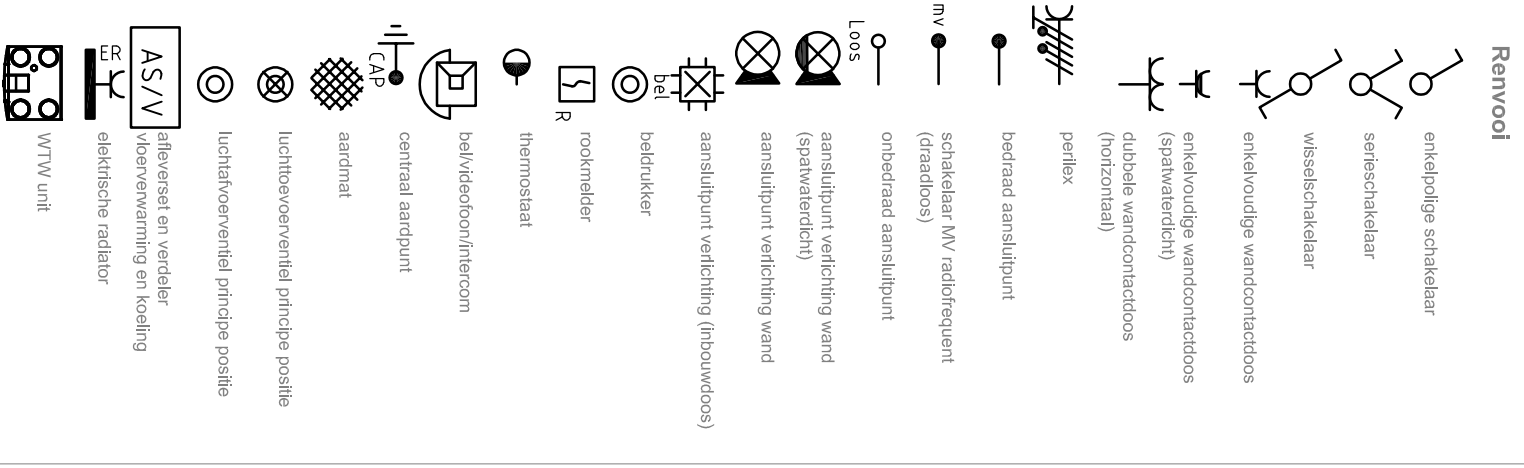 Renvooi
enkelpolige schakelaar
serieschakelaar
wisselschakelaar
enkelvoudige wandcontactdoos
enkelvoudige wandcontactdoos
(spatwaterdicht)
dubbele wandcontactdoos
(horizontaal)
perilex
bedraad aansluitpunt
mv
schakelaar MV radiofrequent
(draadloos)
Loos
onbedraad aansluitpunt
aansluitpunt verlichting wand
(spatwaterdicht)
aansluitpunt verlichting wand
aansluitpunt verlichting (inbouwdoos)
bel
beldrukker
R
rookmelder
thermostaat
bel/videofoon/intercom
CAP
centraal aardpunt
aardmat
luchttoevoerventiel principe positie
luchtafvoerventiel principe positie
AS/V
afleverset en verdeler
vloerverwarming en koeling
ER
elektrische radiator
WTW unit